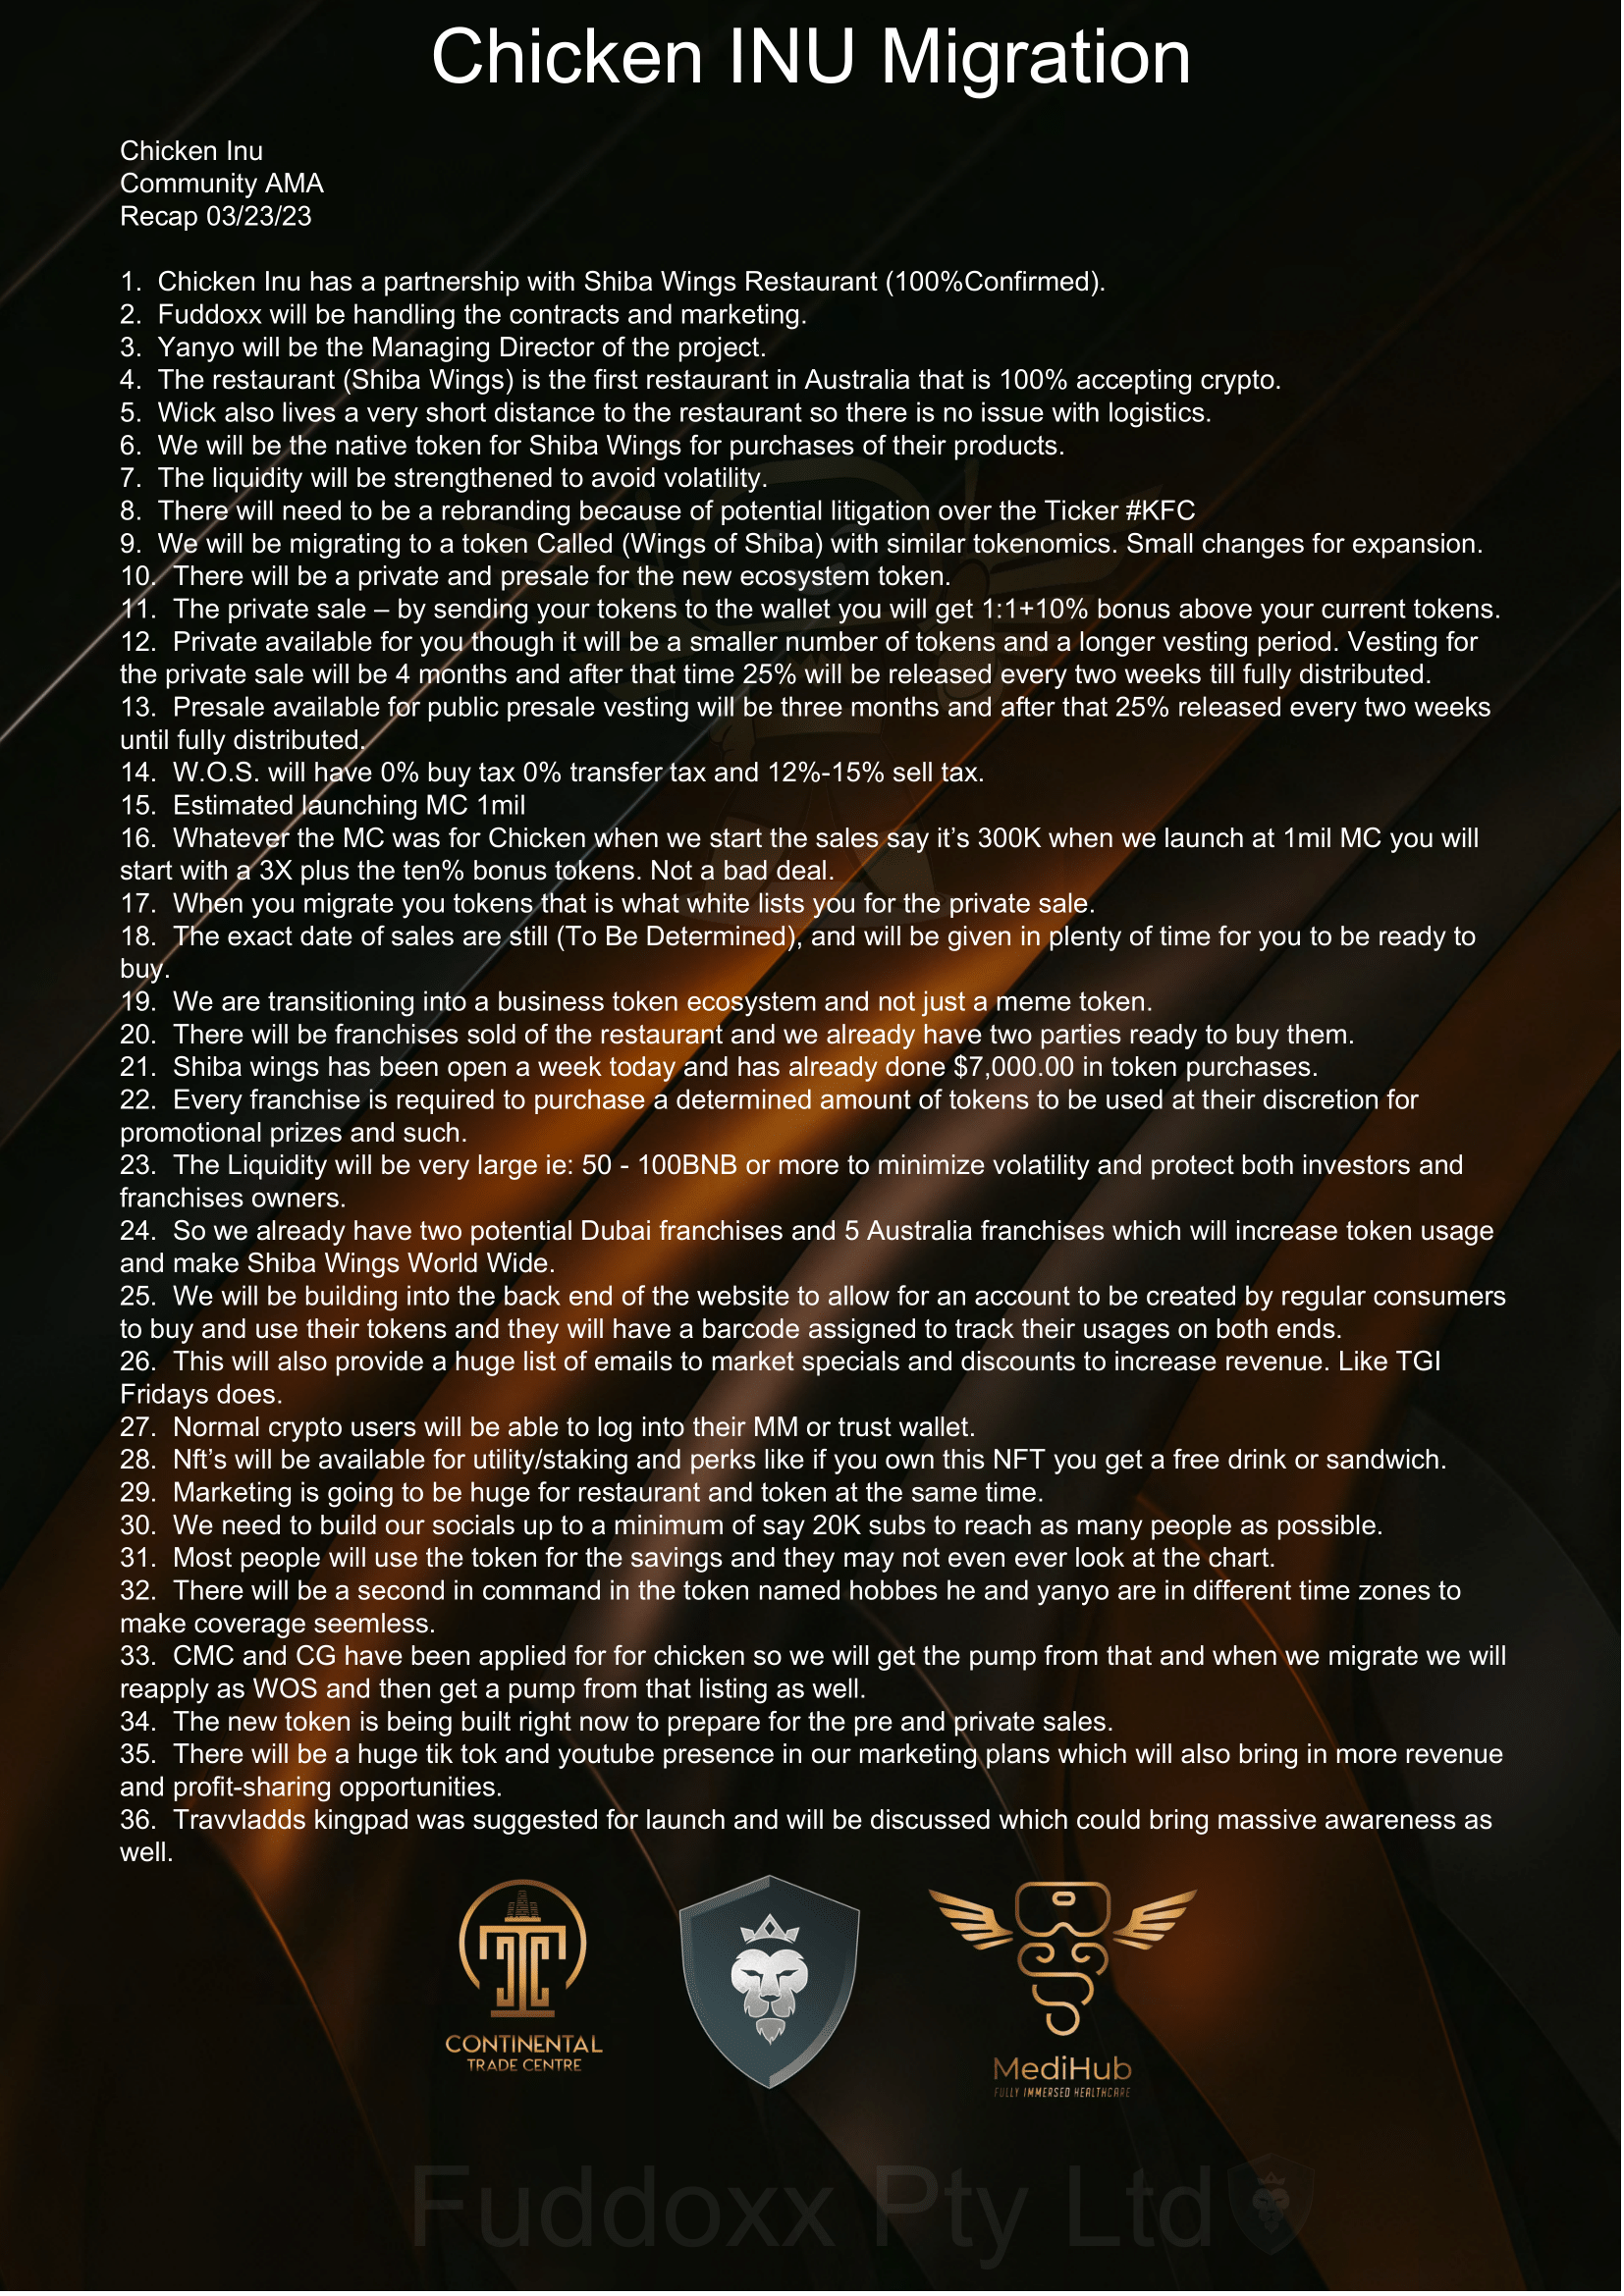 Chicken INU Migration
Chicken Inu
Community AMA
Recap 03/23/23
1.  Chicken Inu has a partnership with Shiba Wings Restaurant (100%Confirmed).
2.  Fuddoxx will be handling the contracts and marketing.
3.  Yanyo will be the Managing Director of the project.
4.  The restaurant (Shiba Wings) is the first restaurant in Australia that is 100% accepting crypto.
5.  Wick also lives a very short distance to the restaurant so there is no issue with logistics.
6.  We will be the native token for Shiba Wings for purchases of their products.
7.  The liquidity will be strengthened to avoid volatility.
8.  There will need to be a rebranding because of potential litigation over the Ticker #KFC
9.  We will be migrating to a token Called (Wings of Shiba) with similar tokenomics. Small changes for expansion.
10.  There will be a private and presale for the new ecosystem token.
11.  The private sale – by sending your tokens to the wallet you will get 1:1+10% bonus above your current tokens.
12.  Private available for you though it will be a smaller number of tokens and a longer vesting period. Vesting for
the private sale will be 4 months and after that time 25% will be released every two weeks till fully distributed.
13.  Presale available for public presale vesting will be three months and after that 25% released every two weeks
until fully distributed.
14.  W.O.S. will have 0% buy tax 0% transfer tax and 12%-15% sell tax.
15.  Estimated launching MC 1mil
16.  Whatever the MC was for Chicken when we start the sales say it’s 300K when we launch at 1mil MC you will
start with a 3X plus the ten% bonus tokens. Not a bad deal.
17.  When you migrate you tokens that is what white lists you for the private sale.
18.  The exact date of sales are still (To Be Determined), and will be given in plenty of time for you to be ready to
buy.
19.  We are transitioning into a business token ecosystem and not just a meme token.
20.  There will be franchises sold of the restaurant and we already have two parties ready to buy them.
21.  Shiba wings has been open a week today and has already done $7,000.00 in token purchases.
22.  Every franchise is required to purchase a determined amount of tokens to be used at their discretion for
promotional prizes and such.
23.  The Liquidity will be very large ie: 50 - 100BNB or more to minimize volatility and protect both investors and
franchises owners.
24.  So we already have two potential Dubai franchises and 5 Australia franchises which will increase token usage
and make Shiba Wings World Wide.
25.  We will be building into the back end of the website to allow for an account to be created by regular consumers
to buy and use their tokens and they will have a barcode assigned to track their usages on both ends.
26.  This will also provide a huge list of emails to market specials and discounts to increase revenue. Like TGI
Fridays does.
27.  Normal crypto users will be able to log into their MM or trust wallet.
28.  Nft’s will be available for utility/staking and perks like if you own this NFT you get a free drink or sandwich.
29.  Marketing is going to be huge for restaurant and token at the same time.
30.  We need to build our socials up to a minimum of say 20K subs to reach as many people as possible.
31.  Most people will use the token for the savings and they may not even ever look at the chart.
32.  There will be a second in command in the token named hobbes he and yanyo are in different time zones to
make coverage seemless.
33.  CMC and CG have been applied for for chicken so we will get the pump from that and when we migrate we will
reapply as WOS and then get a pump from that listing as well.
34.  The new token is being built right now to prepare for the pre and private sales.
35.  There will be a huge tik tok and youtube presence in our marketing plans which will also bring in more revenue
and profit-sharing opportunities.
36.  Travvladds kingpad was suggested for launch and will be discussed which could bring massive awareness as
well.
CONTINENTAL
TRADE CENTRE
MediHub
FULLY IMMERSED HEALTHCARE
Fuddoxx Pty Ltd